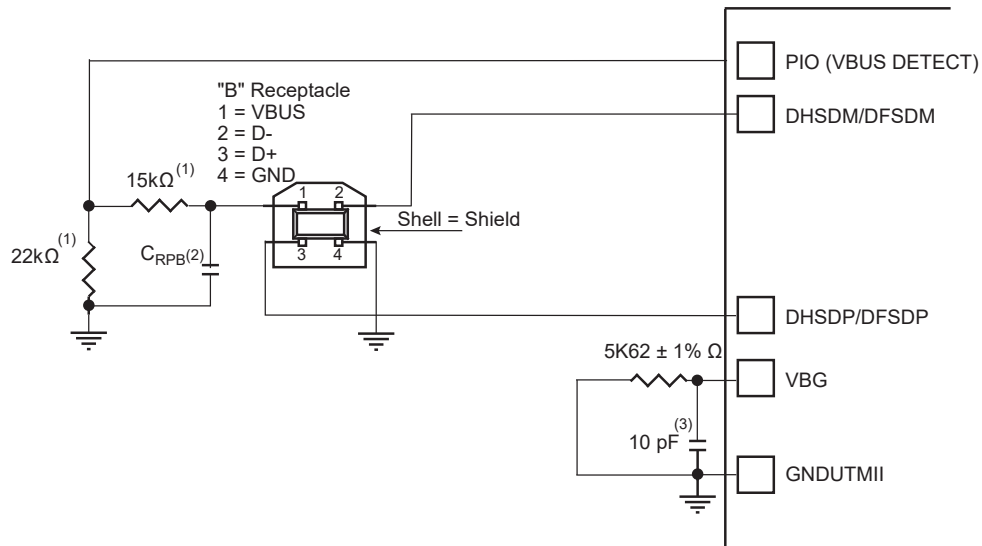 PIO (VBUS DETECT)
"B" Receptacle
1 = VBUS
2 = D-
3 = D+
4 = GND
DHSDM/DFSDM
15kΩ(1)
1 2
Shell = Shield
22kΩ(1)
CRPB(2)
3 4
DHSDP/DFSDP
5K62 ± 1% Ω
VBG
10 pF(3)
GNDUTMII